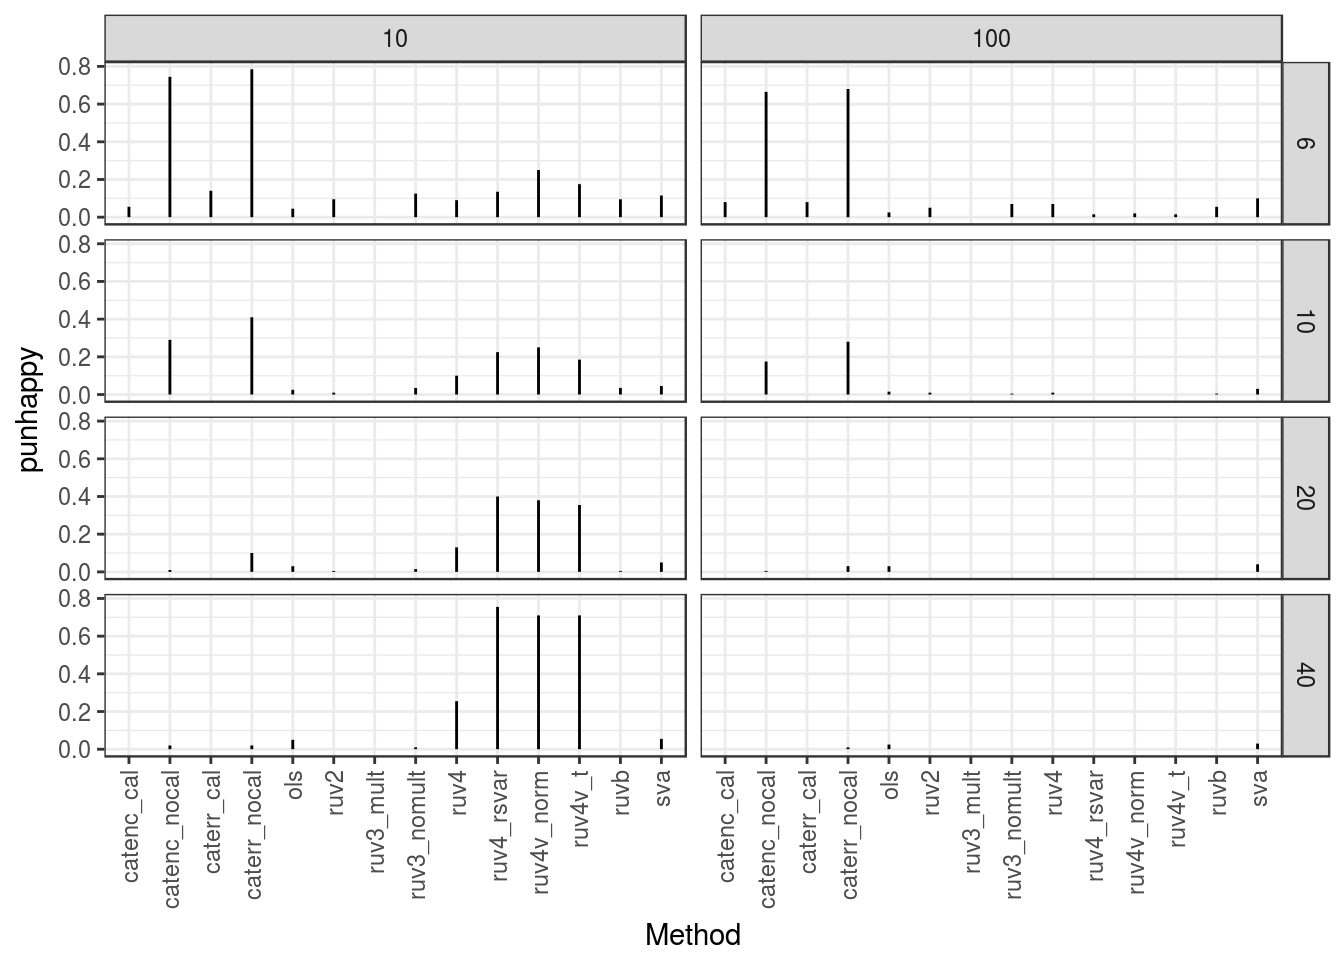 10
100
0.8
0.6
0.4
0.2
0.0
6
0.8
0.6
0.4
0.2
0.0
10
0.8
0.6
0.4
0.2
0.0
20
0.8
0.6
0.4
0.2
0.0
40
punhappy
catenc_cal
catenc_nocal
caterr_cal
caterr_nocal
ols
ruv2
ruv3_mult
ruv3_nomult
ruv4
ruv4_rsvar
ruv4v_norm
ruv4v_t
ruvb
sva
catenc_cal
catenc_nocal
caterr_cal
caterr_nocal
ols
ruv2
ruv3_mult
ruv3_nomult
ruv4
ruv4_rsvar
ruv4v_norm
ruv4v_t
ruvb
sva
Method